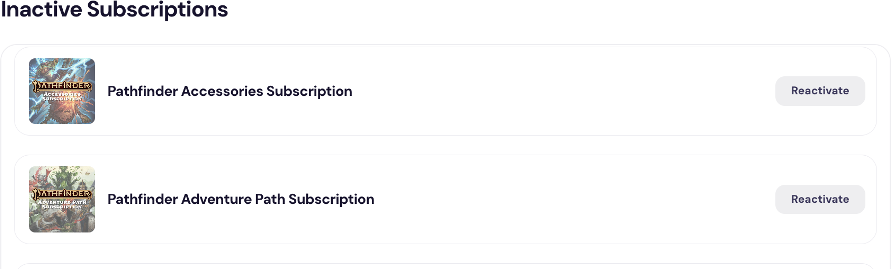 Inactive Subscriptions
PATHFINDER
ACCESSORIES
SUBSCRIPTION
Pathfinder Accessories Subscription
Reactivate
PATHFINDER
ADVENTURE PATH
SUBSCRIPTION
Pathfinder Adventure Path Subscription
Reactivate